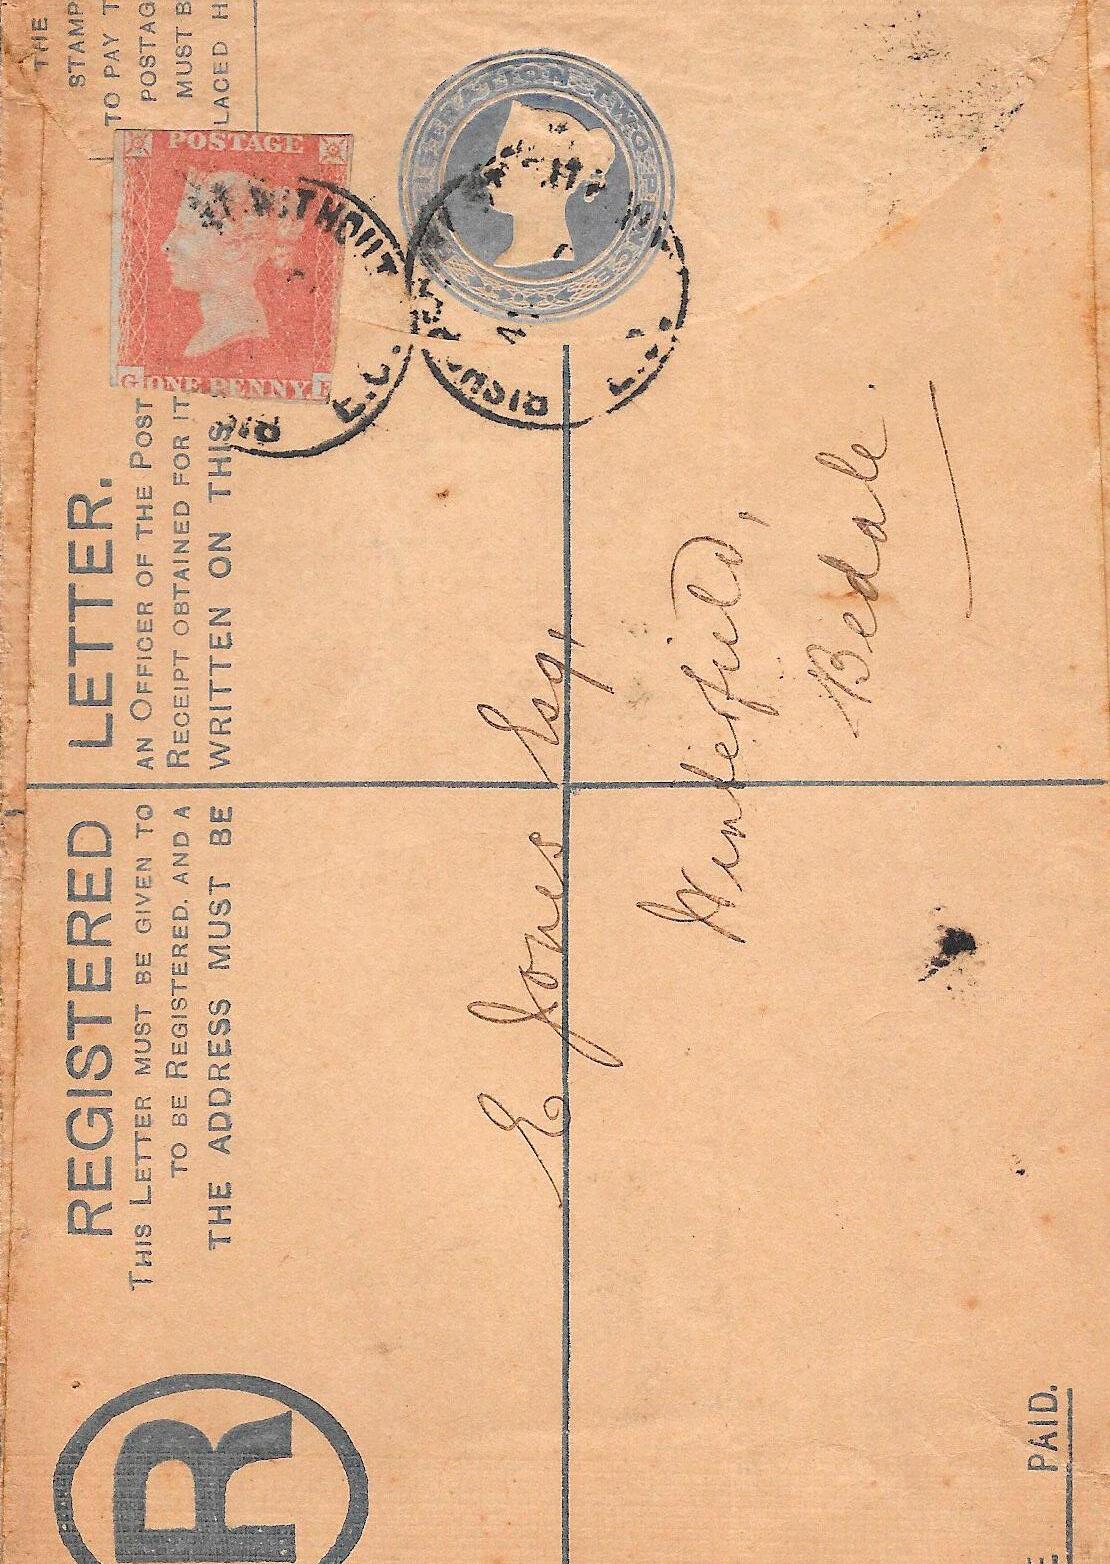 REGISTERED LETTER.
THIS LETTER MUST BE GIVEN TO AN OFFICER OF THE POST
TO BE REGISTERED, AND A RECEIPT OBTAINED FOR IT.
THE ADDRESS MUST BE WRITTEN ON THIS
THE
STAMP
TO PAY T
POSTAG
MUST B
LACED H
POSTAGE
G ONE PENNY E
WITHOUT
E.C.
R
E Jones Esq,
Winterfield,
Bedale.
PAID.